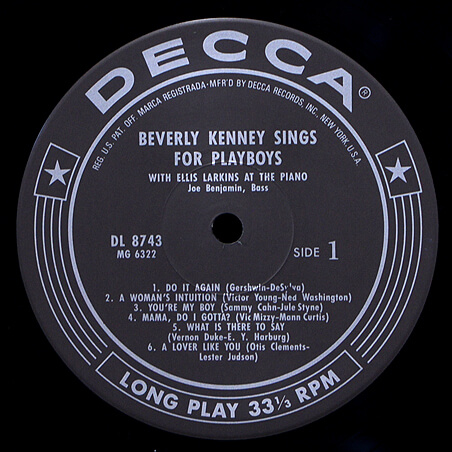 DECCA®
REG. U.S. PAT. OFF. MARCA REGISTRADA•MFR'D BY DECCA RECORDS, INC., NEW YORK, U.S.A.
BEVERLY KENNEY SINGS
FOR PLAYBOYS
WITH ELLIS LARKINS AT THE PIANO
Joe Benjamin, Bass
DL 8743
MG 6322
SIDE 1
1. DO IT AGAIN (Gershwin-DeSylva)
2. A WOMAN'S INTUITION (Victor Young-Ned Washington)
3. YOU'RE MY BOY (Sammy Cahn-Jule Styne)
4. MAMA, DO I GOTTA? (Vic Mizzy-Mann Curtis)
5. WHAT IS THERE TO SAY
(Vernon Duke-E. Y. Harburg)
6. A LOVER LIKE YOU (Otis Clements-
Lester Judson)
LONG PLAY 33⅓ RPM